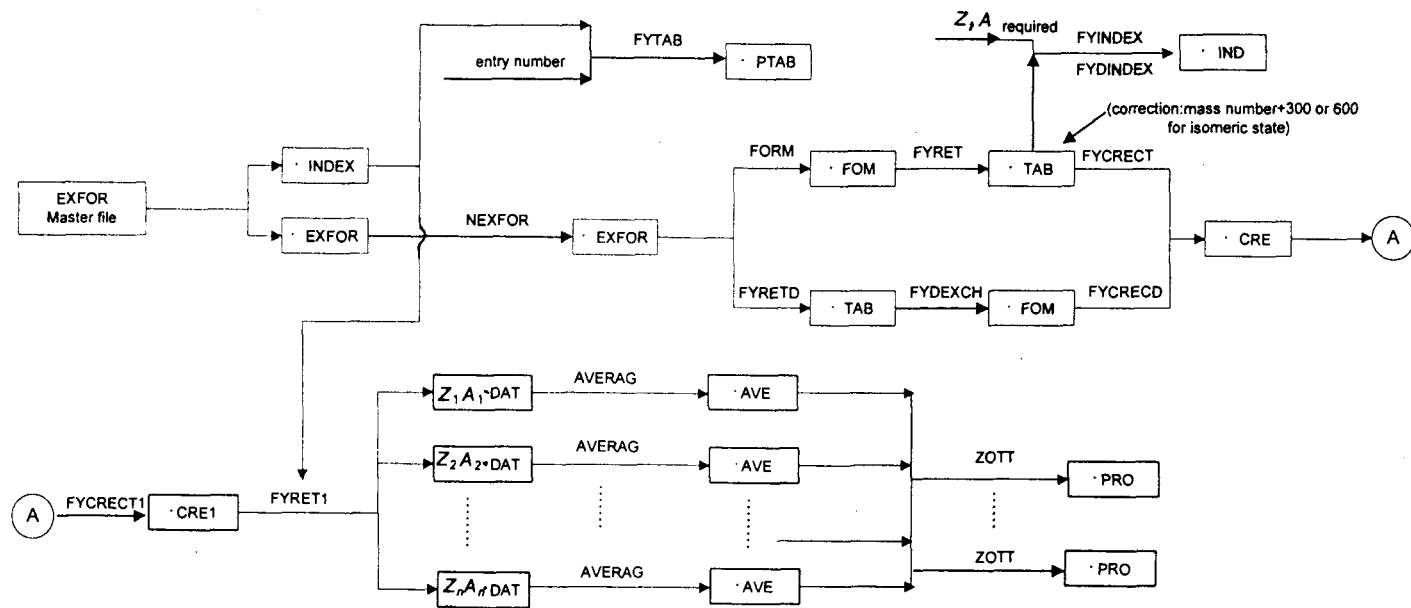 Z, A required
FYTAB
FYINDEX
entry number
· PTAB
· IND
FYDINDEX
(correction:mass number+300 or 600
for isomeric state)
FORM
FYRET
FYCRECT
· INDEX
· FOM
· TAB
EXFOR
Master file
NEXFOR
· EXFOR
· EXFOR
· CRE
A
FYRETD
FYDEXCH
FYCRECD
· TAB
· FOM
Z₁A₁·DAT
AVERAG
·AVE
Z₂A₂·DAT
AVERAG
·AVE
ZOTT
·PRO
A
FYCRECT1
·CRE1
FYRET1
ZₙAₙ·DAT
AVERAG
·AVE
ZOTT
·PRO